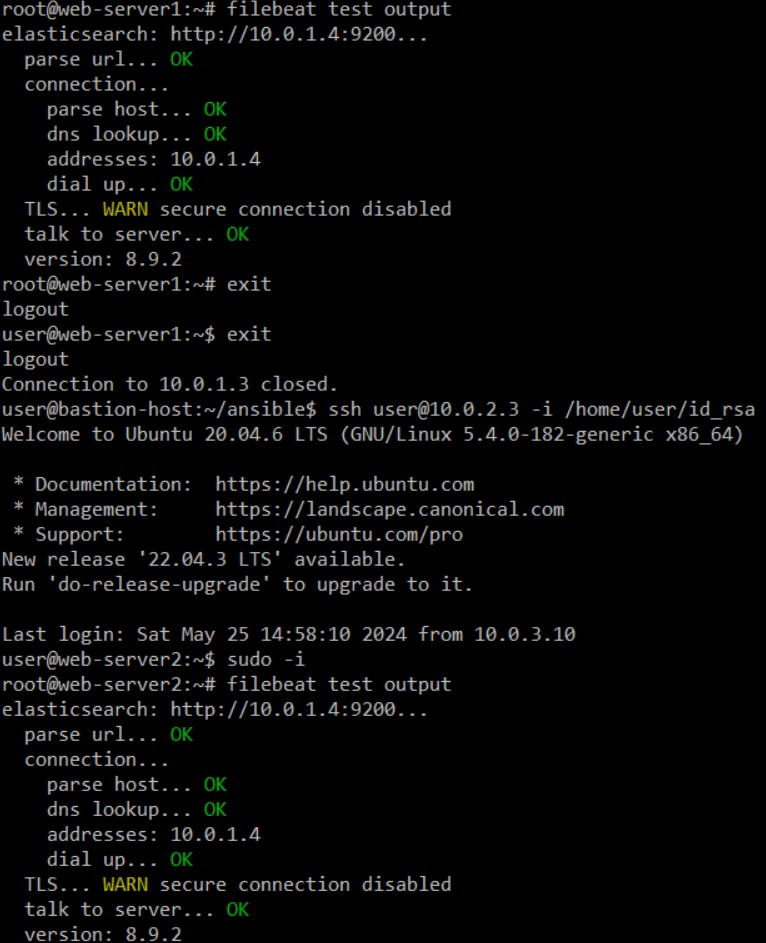 root@web-server1:~# filebeat test output
elasticsearch: http://10.0.1.4:9200...
  parse url... OK
  connection...
    parse host... OK
    dns lookup... OK
    addresses: 10.0.1.4
    dial up... OK
  TLS... WARN secure connection disabled
  talk to server... OK
  version: 8.9.2
root@web-server1:~# exit
logout
user@web-server1:~$ exit
logout
Connection to 10.0.1.3 closed.
user@bastion-host:~/ansible$ ssh user@10.0.2.3 -i /home/user/id_rsa
Welcome to Ubuntu 20.04.6 LTS (GNU/Linux 5.4.0-182-generic x86_64)

 * Documentation:  https://help.ubuntu.com
 * Management:     https://landscape.canonical.com
 * Support:        https://ubuntu.com/pro
New release '22.04.3 LTS' available.
Run 'do-release-upgrade' to upgrade to it.

Last login: Sat May 25 14:58:10 2024 from 10.0.3.10
user@web-server2:~$ sudo -i
root@web-server2:~# filebeat test output
elasticsearch: http://10.0.1.4:9200...
  parse url... OK
  connection...
    parse host... OK
    dns lookup... OK
    addresses: 10.0.1.4
    dial up... OK
  TLS... WARN secure connection disabled
  talk to server... OK
  version: 8.9.2